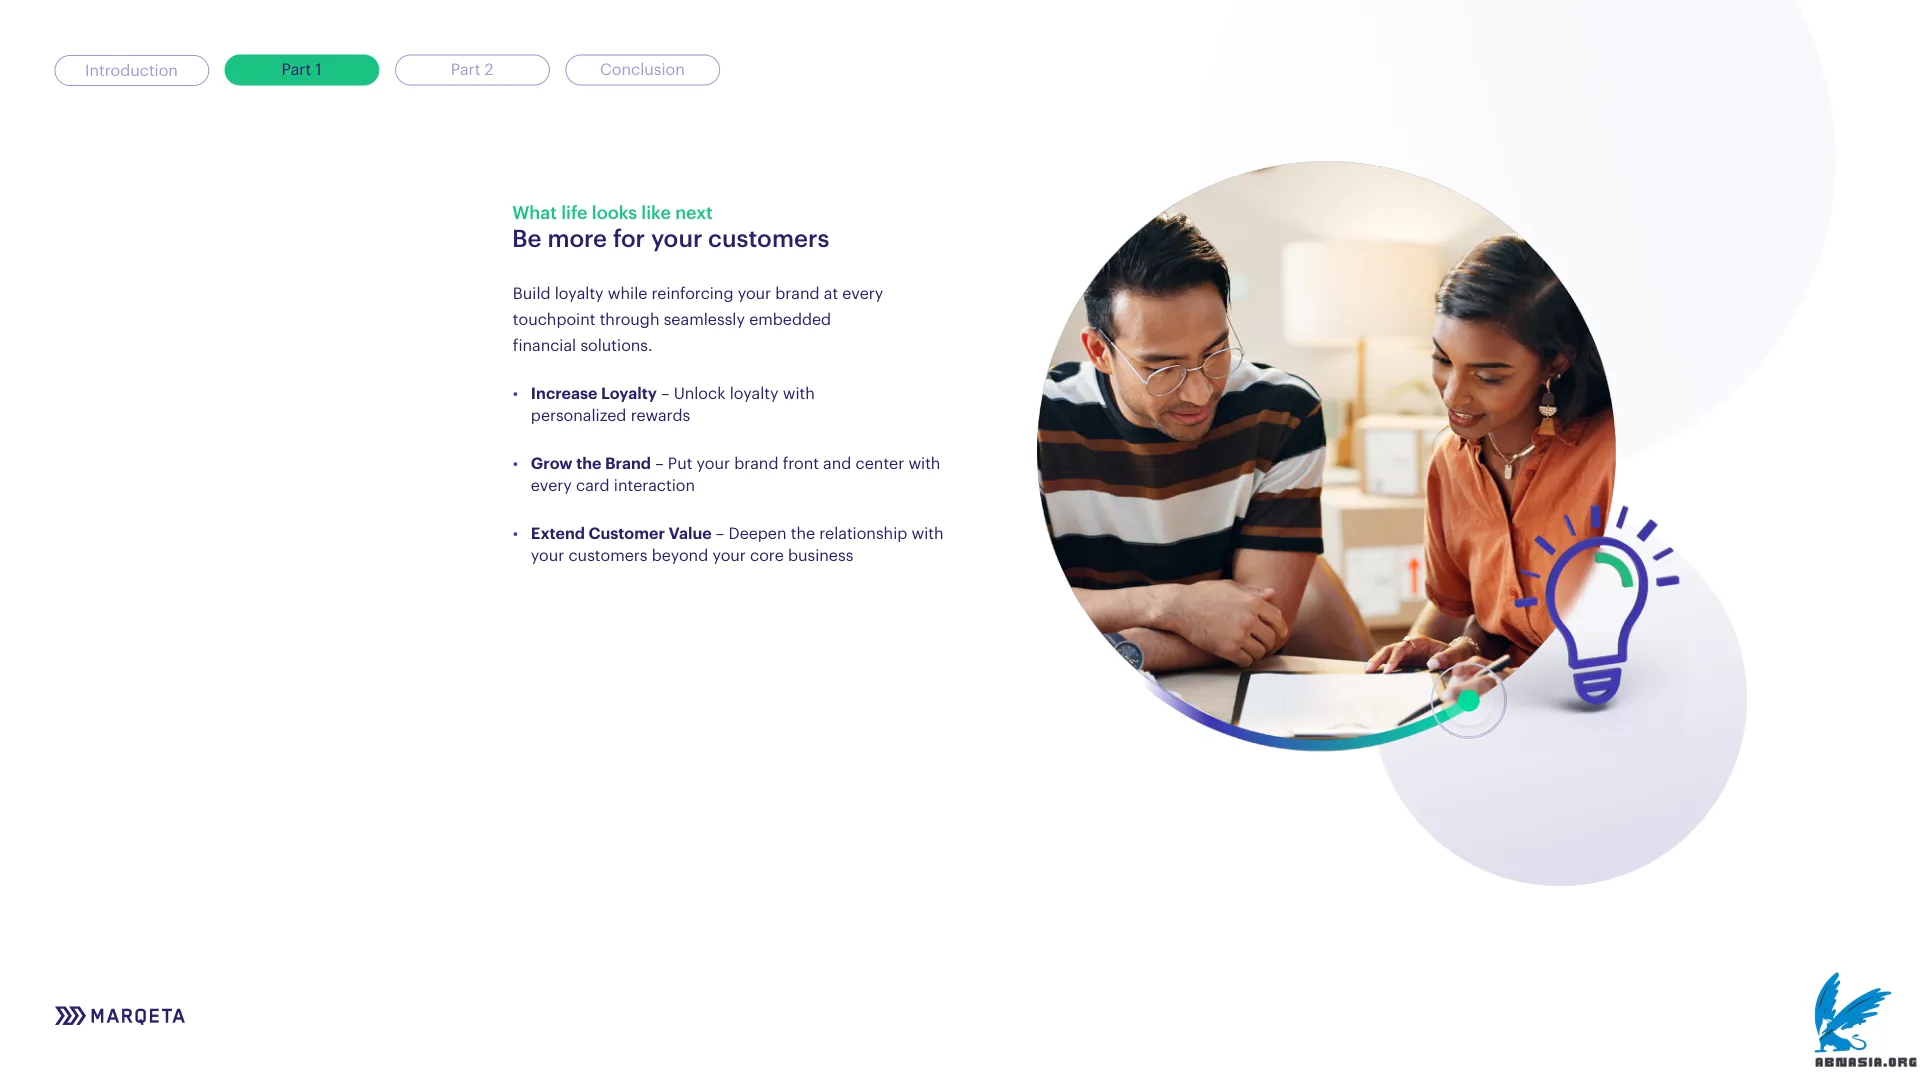 Introduction
Part 1
Part 2
Conclusion
What life looks like next
Be more for your customers
Build loyalty while reinforcing your brand at every
touchpoint through seamlessly embedded
financial solutions.
• Increase Loyalty – Unlock loyalty with
personalized rewards
• Grow the Brand – Put your brand front and center with
every card interaction
• Extend Customer Value – Deepen the relationship with
your customers beyond your core business
MARQETA
ABNASIA.ORG